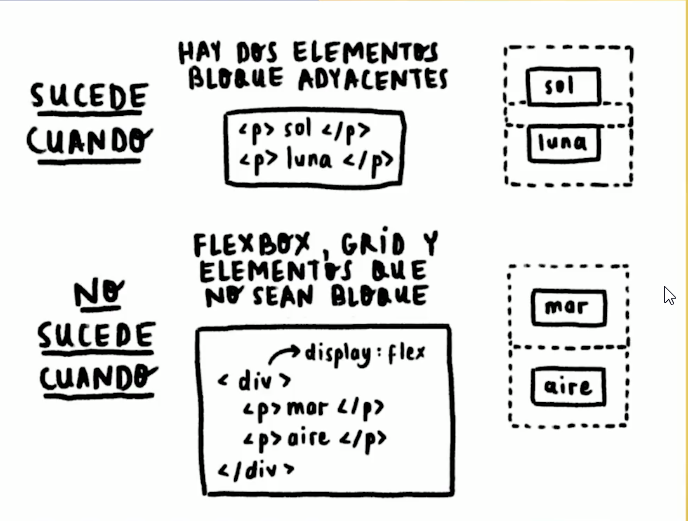 HAY DOS ELEMENTOS
BLOQUE ADYACENTES
SUCEDE
CUANDO
<p> sol </p>
<p> luna </p>
sol
luna
FLEXBOX, GRID Y
ELEMENTOS QUE
NO SEAN BLOQUE
NO
SUCEDE
CUANDO
display: flex
<div>
<p> mar </p>
<p> aire </p>
</div>
mar
aire